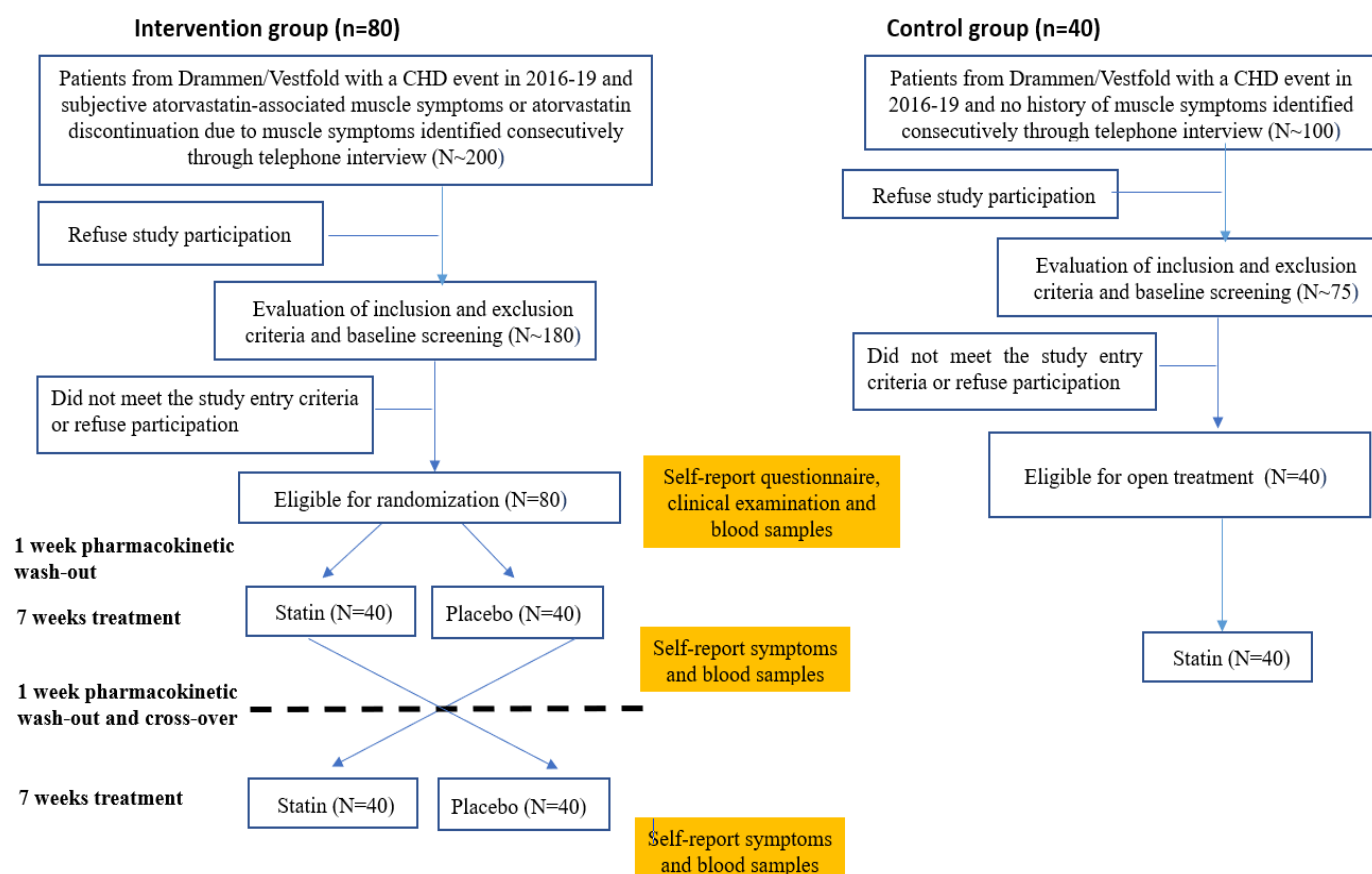 Intervention group (n=80)
Patients from Drammen/Vestfold with a CHD event in 2016-19 and
subjective atorvastatin-associated muscle symptoms or atorvastatin
discontinuation due to muscle symptoms identified consecutively
through telephone interview (N~200)
Refuse study participation
Evaluation of inclusion and exclusion
criteria and baseline screening (N~180)
Did not meet the study entry criteria
or refuse participation
Eligible for randomization (N=80)
Self-report questionnaire,
clinical examination and
blood samples
1 week pharmacokinetic
wash-out
7 weeks treatment
Statin (N=40)
Placebo (N=40)
Self-report symptoms
and blood samples
1 week pharmacokinetic
wash-out and cross-over
7 weeks treatment
Statin (N=40)
Placebo (N=40)
Self-report symptoms
and blood samples
Control group (n=40)
Patients from Drammen/Vestfold with a CHD event in
2016-19 and no history of muscle symptoms identified
consecutively through telephone interview (N~100)
Refuse study participation
Evaluation of inclusion and exclusion
criteria and baseline screening (N~75)
Did not meet the study entry
criteria or refuse participation
Eligible for open treatment (N=40)
Statin (N=40)